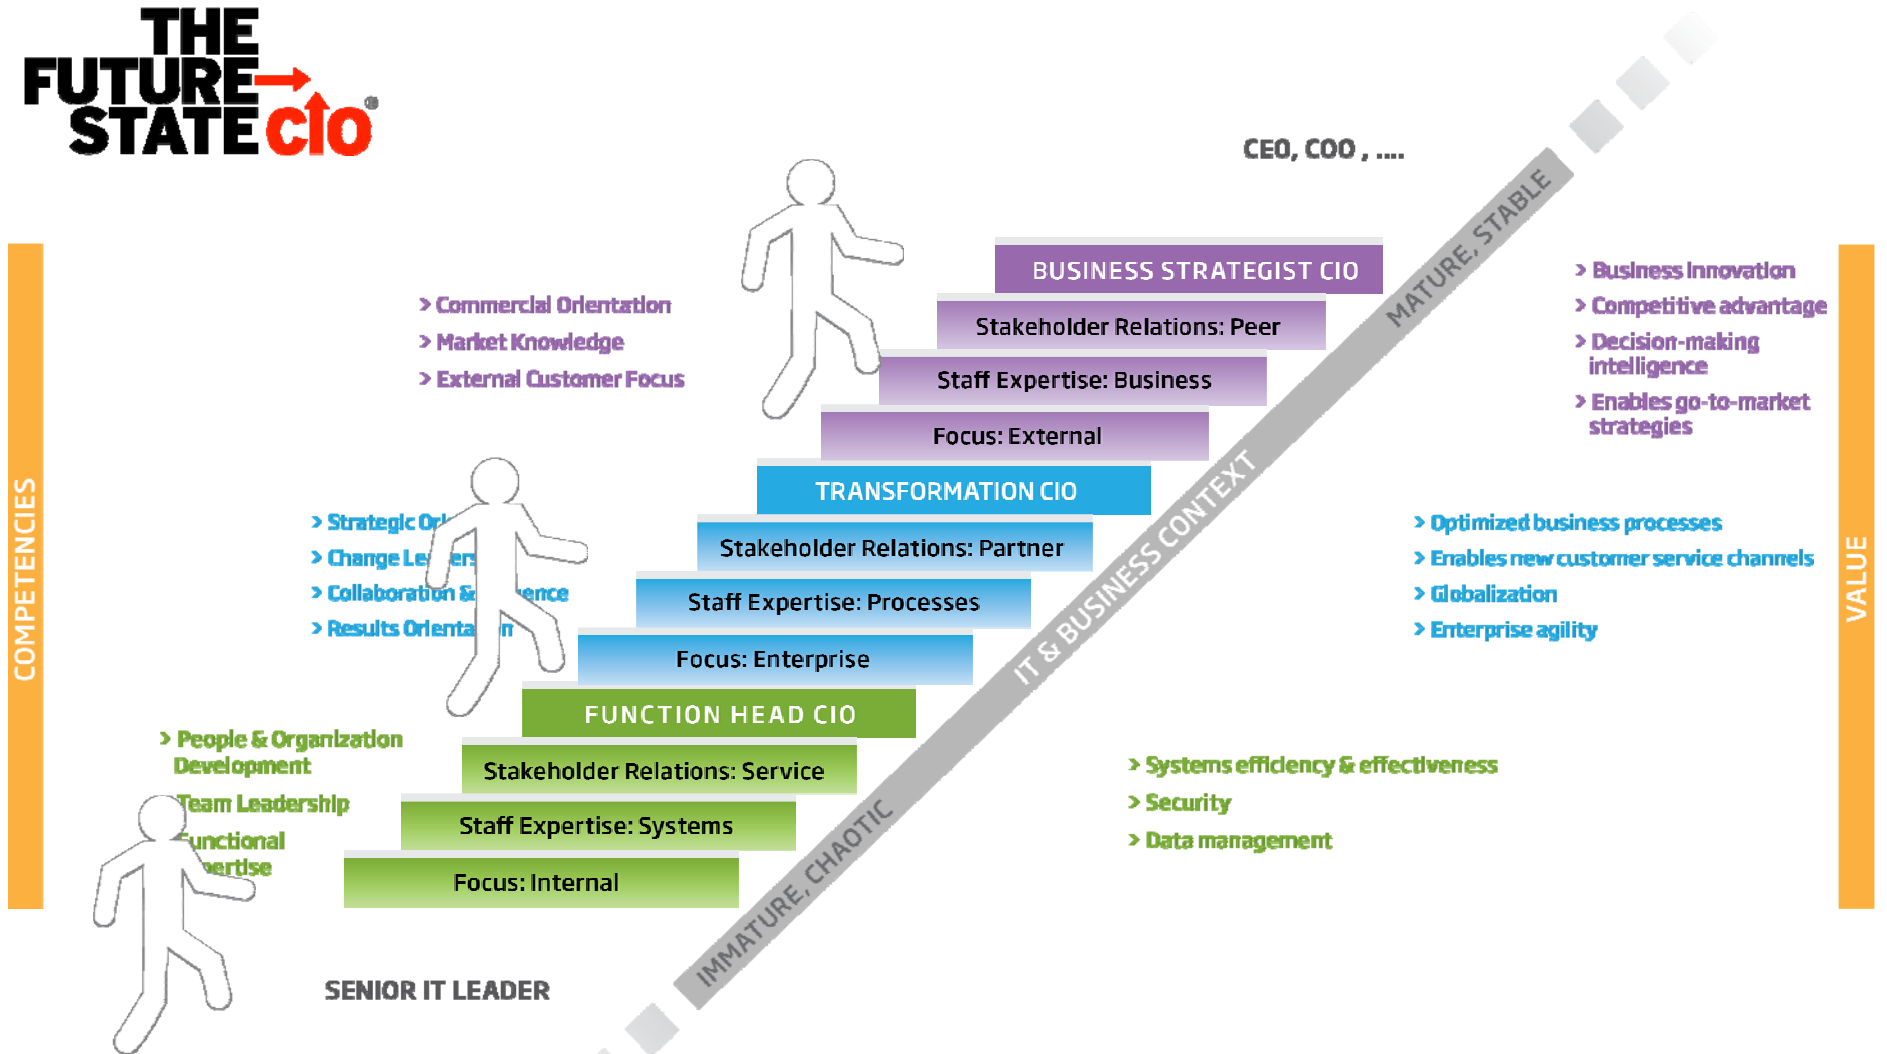 THE
FUTURE
STATE CIO®
CEO, COO , ....
BUSINESS STRATEGIST CIO
Stakeholder Relations: Peer
Staff Expertise: Business
Focus: External
TRANSFORMATION CIO
Stakeholder Relations: Partner
Staff Expertise: Processes
Focus: Enterprise
FUNCTION HEAD CIO
Stakeholder Relations: Service
Staff Expertise: Systems
Focus: Internal
SENIOR IT LEADER
COMPETENCIES
> Commercial Orientation
> Market Knowledge
> External Customer Focus
> Strategic
> Change
> Collaboration &
> Results
> People & Organization
Development
Team Leadership
MATURE, STABLE
IT & BUSINESS CONTEXT
IMMATURE, CHAOTIC
> Business Innovation
> Competitive advantage
> Decision-making
intelligence
> Enables go-to-market
strategies
> Optimized business processes
> Enables new customer service channels
> Globalization
> Enterprise agility
> Systems efficiency & effectiveness
> Security
> Data management
VALUE